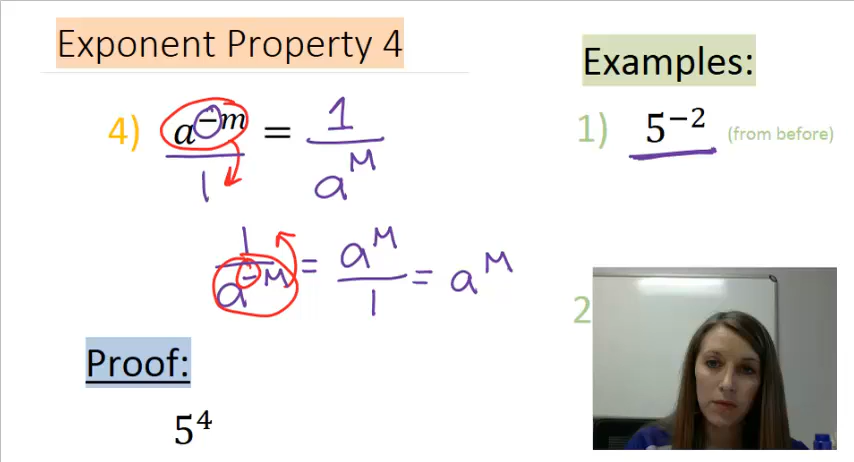 Exponent Property 4
4) a^{-m}/1 = 1/a^M
1/a^{-M} = a^M/1 = a^M
Proof:
5^4
Examples:
1) 5^{-2} (from before)
2